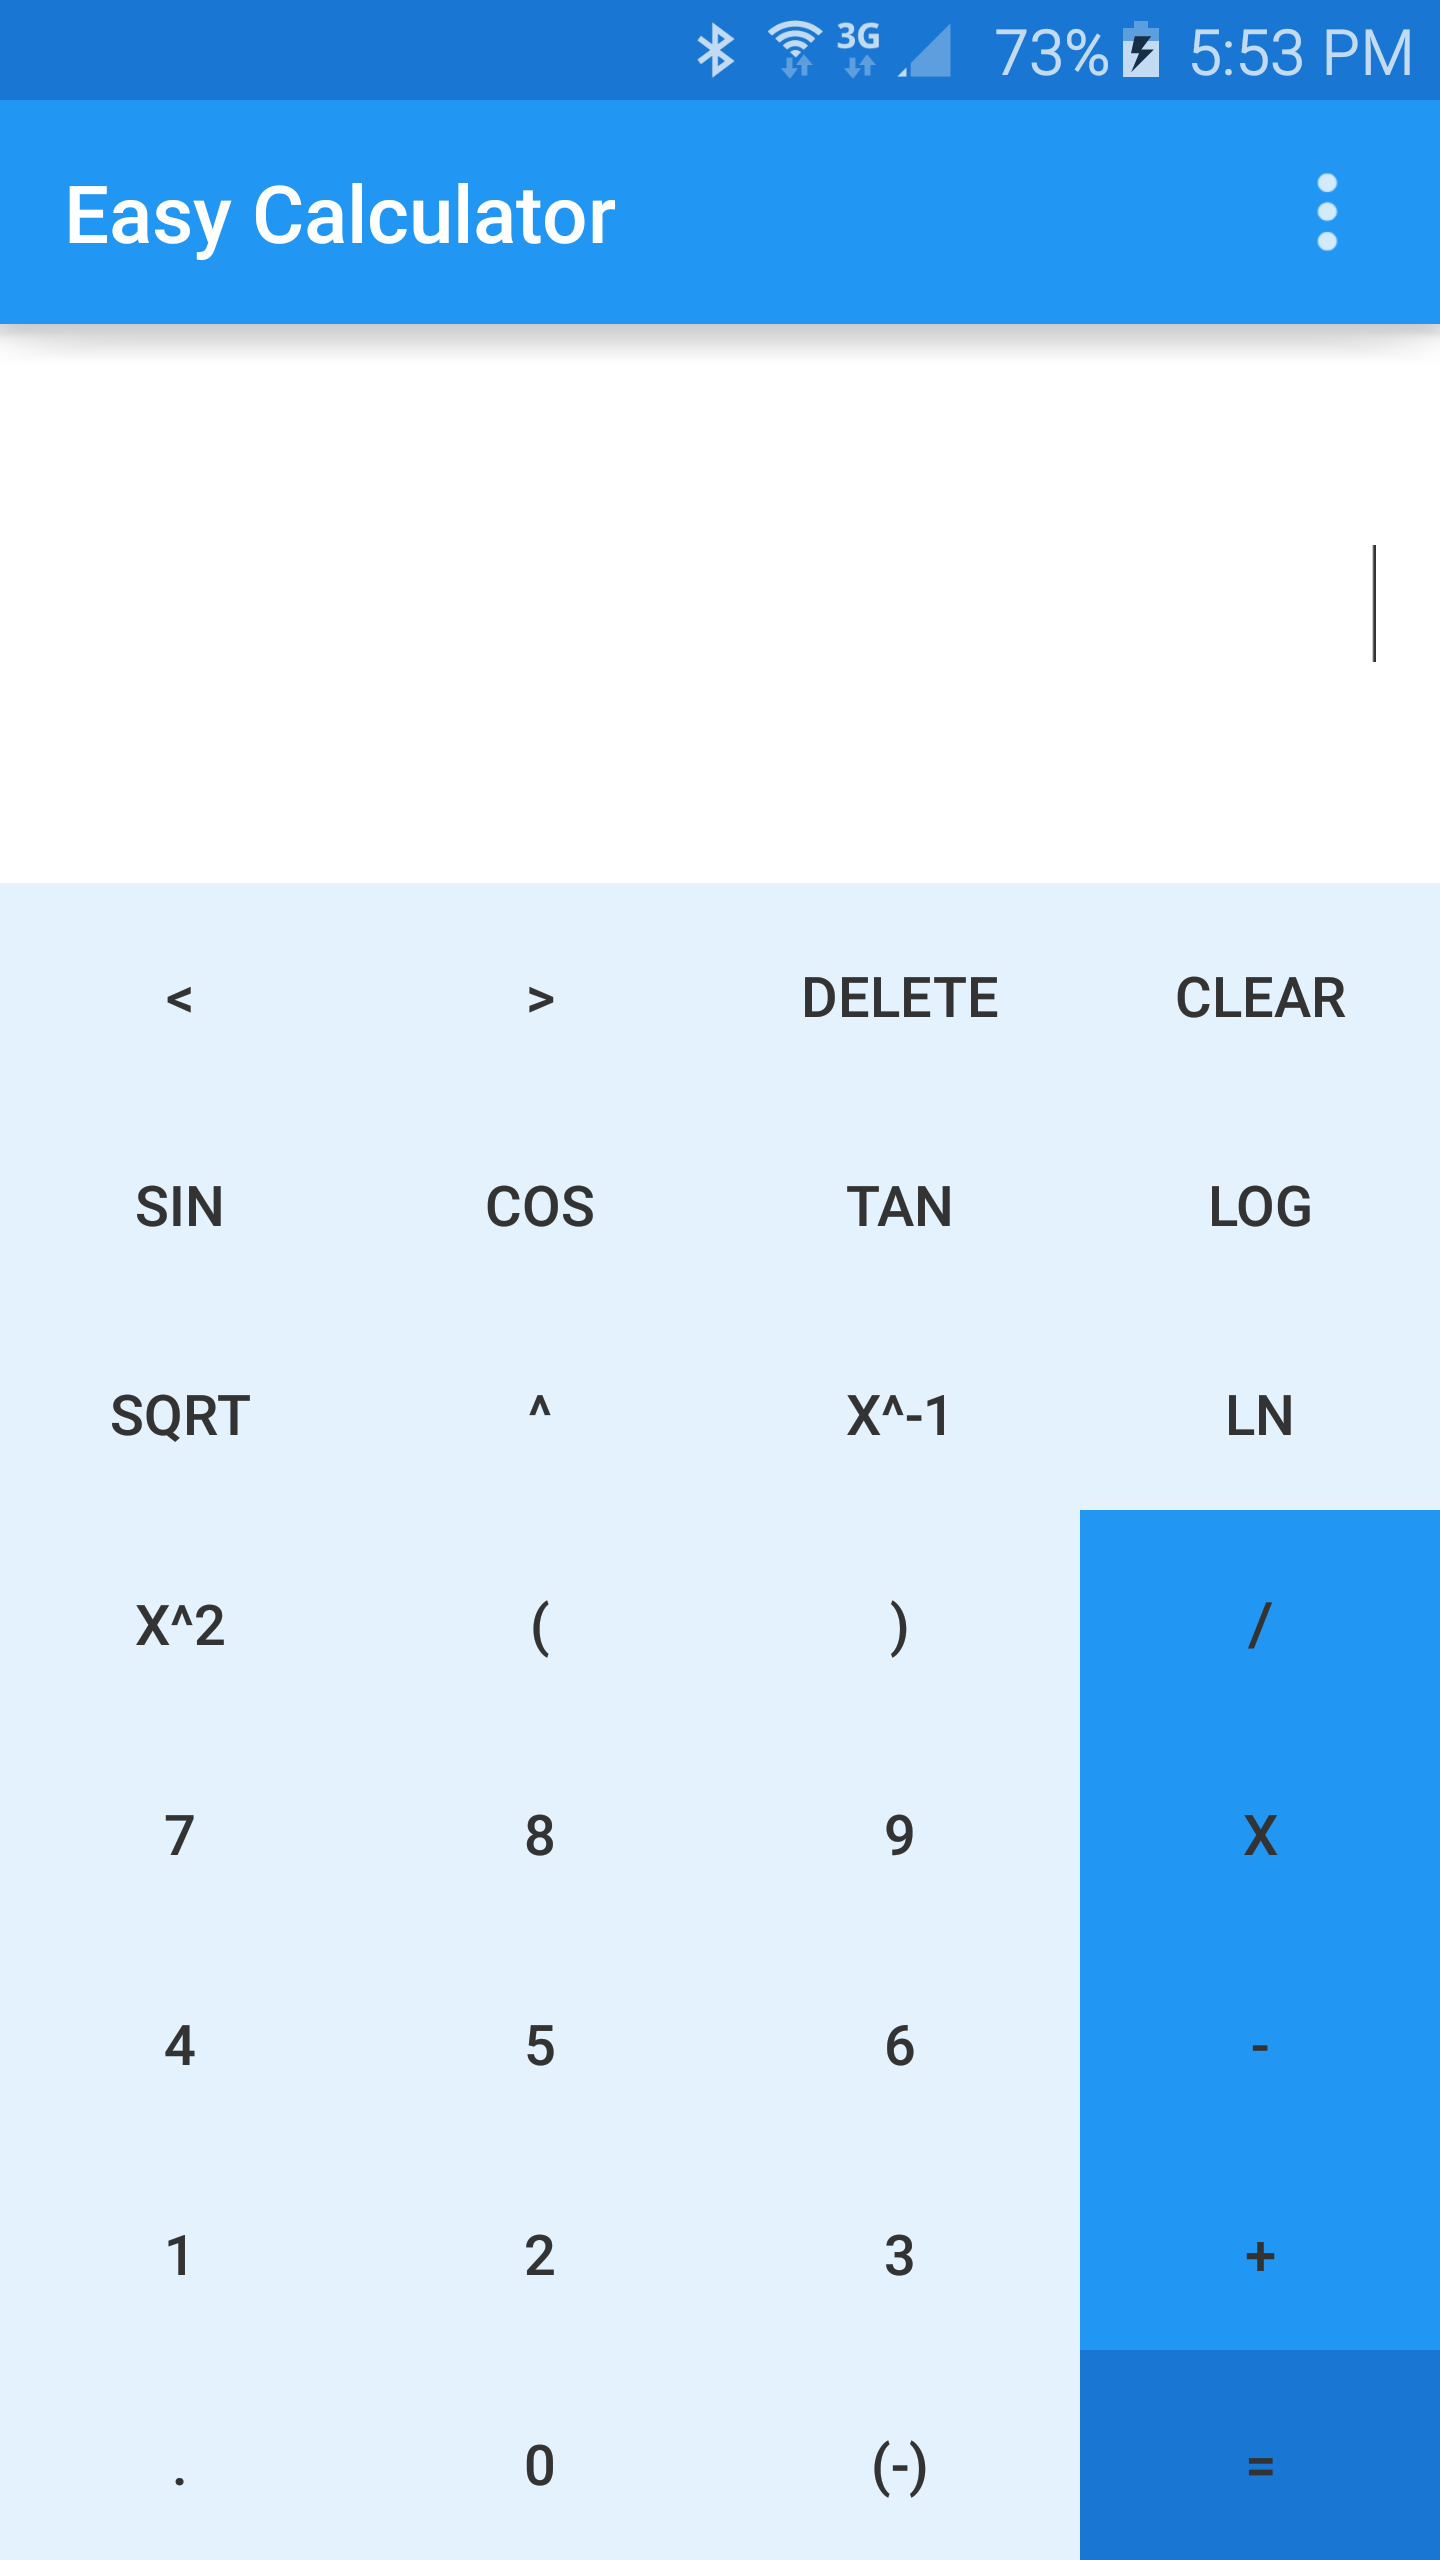 3G 73% 5:53 PM
Easy Calculator
< > DELETE CLEAR
SIN COS TAN LOG
SQRT ^ X^-1 LN
X^2 ( ) /
7 8 9 X
4 5 6 -
1 2 3 +
. 0 (-) =